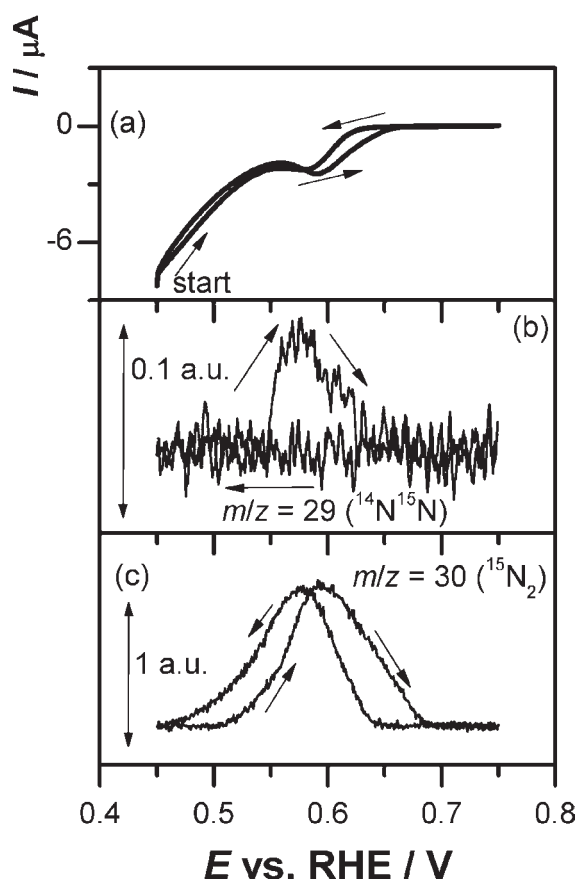 I / μA
0
-6
(a)
start
(b)
0.1 a.u.
m/z = 29 (¹⁴N¹⁵N)
(c)
m/z = 30 (¹⁵N₂)
1 a.u.
0.4 0.5 0.6 0.7 0.8
E vs. RHE / V